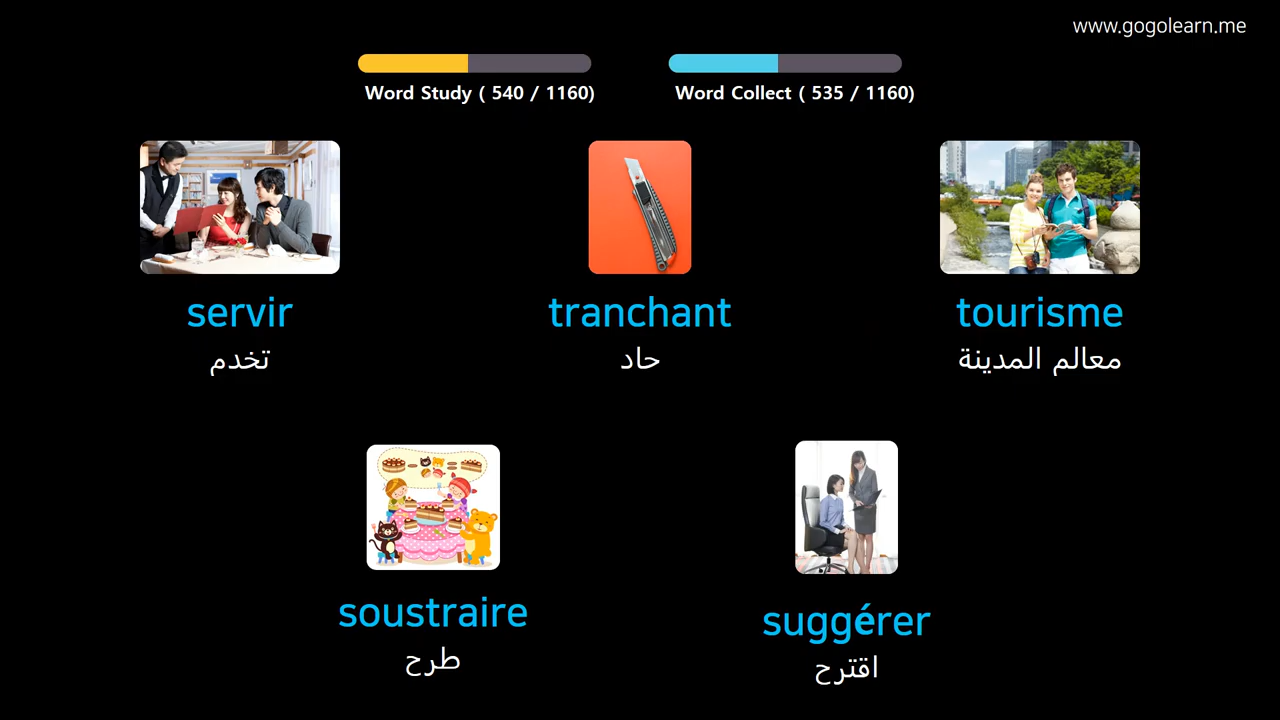 www.gogolearn.me
Word Study ( 540 / 1160)
Word Collect ( 535 / 1160)
servir
تخدم
tranchant
حاد
tourisme
معالم المدينة
soustraire
طرح
suggérer
اقترح